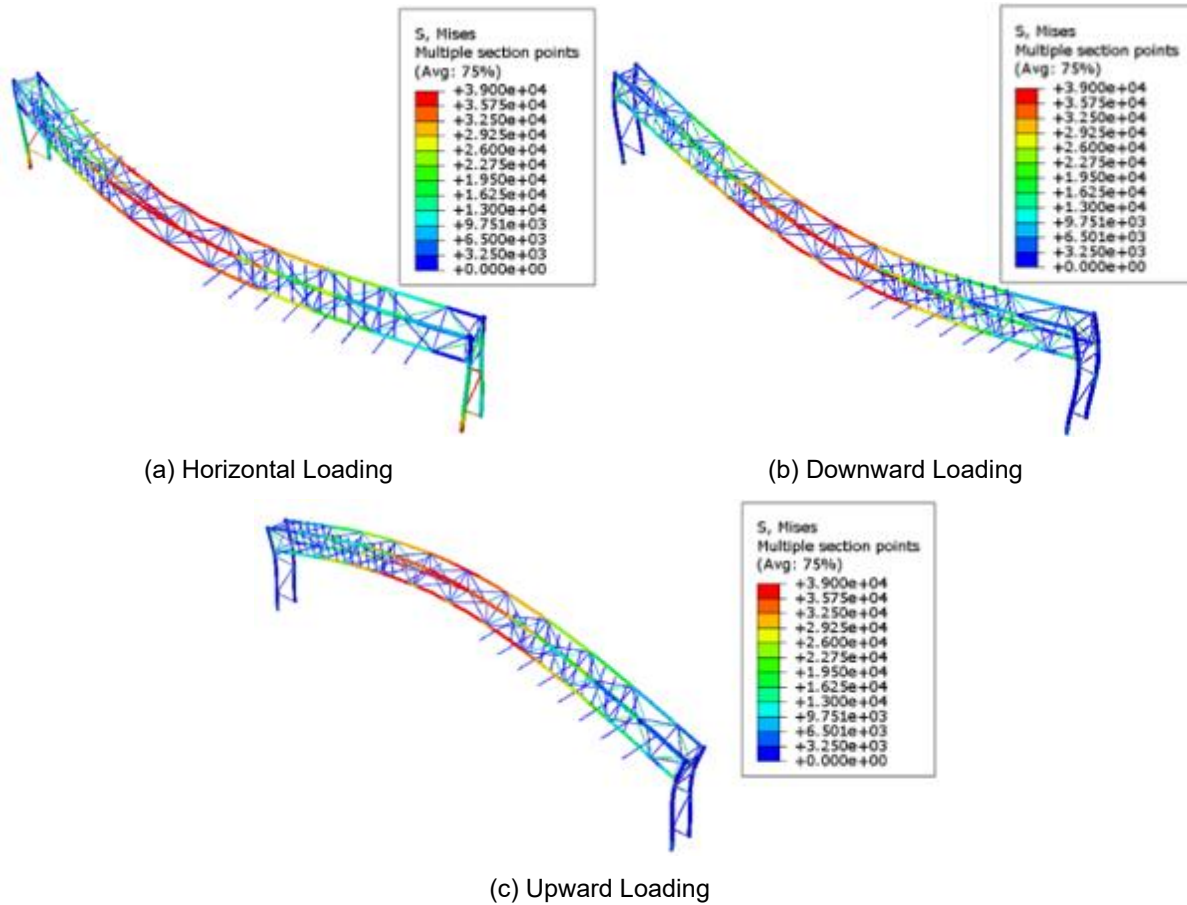 S, Mises
Multiple section points
(Avg: 75%)
+3.900e+04
+3.575e+04
+3.250e+04
+2.925e+04
+2.600e+04
+2.275e+04
+1.950e+04
+1.625e+04
+1.300e+04
+9.751e+03
+6.500e+03
+3.250e+03
+0.000e+00
S, Mises
Multiple section points
(Avg: 75%)
+3.900e+04
+3.575e+04
+3.250e+04
+2.925e+04
+2.600e+04
+2.275e+04
+1.950e+04
+1.625e+04
+1.300e+04
+9.751e+03
+6.501e+03
+3.250e+03
+0.000e+00
(a) Horizontal Loading
(b) Downward Loading
S, Mises
Multiple section points
(Avg: 75%)
+3.900e+04
+3.575e+04
+3.250e+04
+2.925e+04
+2.600e+04
+2.275e+04
+1.950e+04
+1.625e+04
+1.300e+04
+9.751e+03
+6.501e+03
+3.250e+03
+0.000e+00
(c) Upward Loading